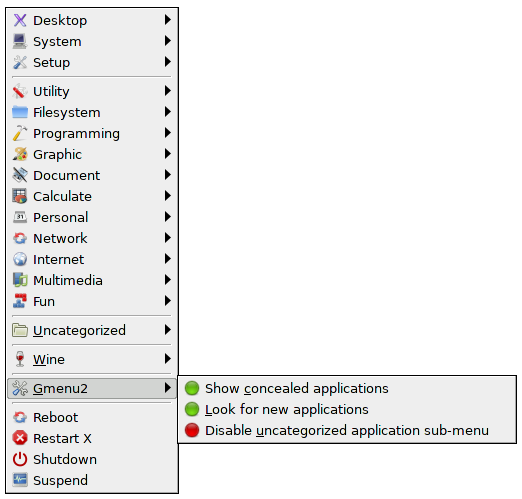 Desktop
System
Setup
Utility
Filesystem
Programming
Graphic
Document
Calculate
Personal
Network
Internet
Multimedia
Fun
Uncategorized
Wine
Gmenu2
Show concealed applications
Look for new applications
Disable uncategorized application sub-menu
Reboot
Restart X
Shutdown
Suspend